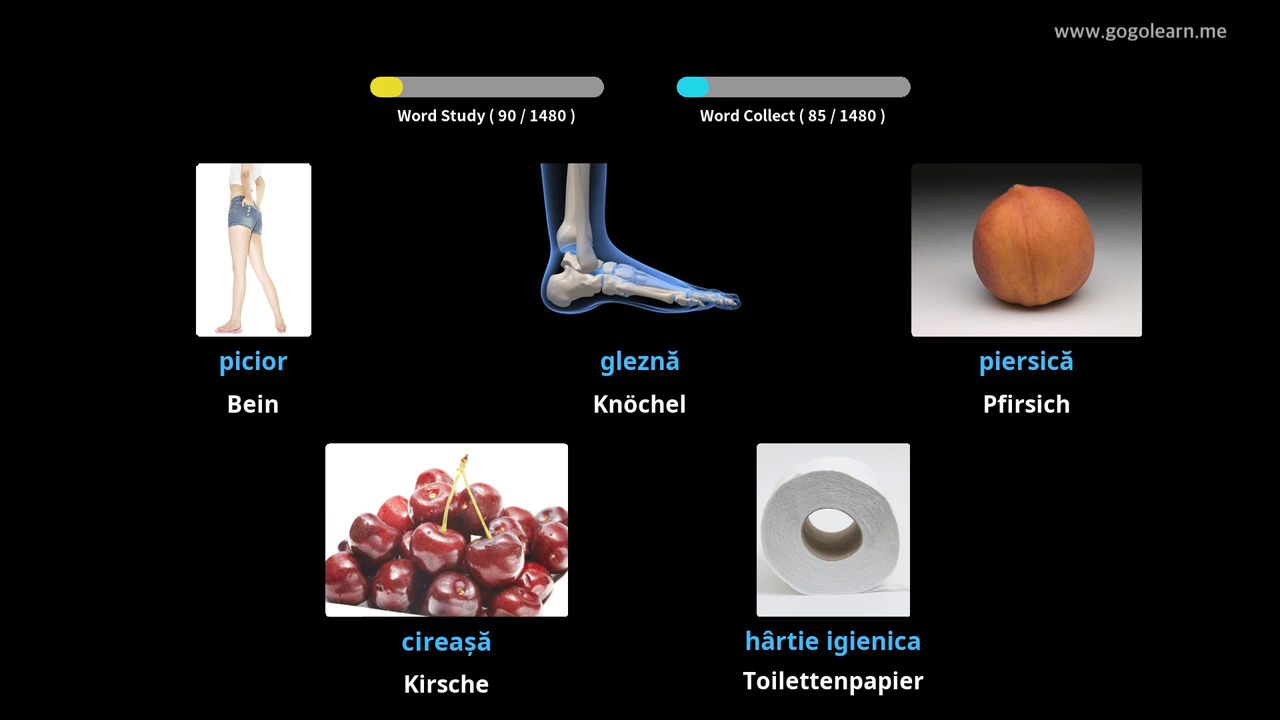 www.gogolearn.me
Word Study ( 90 / 1480 )
Word Collect ( 85 / 1480 )
picior
gleznă
piersică
Bein
Knöchel
Pfirsich
cireașă
hârtie igienica
Kirsche
Toilettenpapier